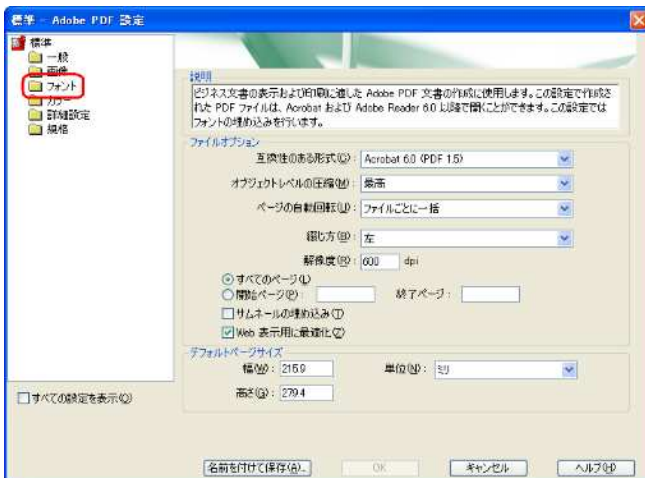 標準 - Adobe PDF 設定
標準
一般
画像
フォント
カラー
詳細設定
規格
すべての設定を表示(Q)
説明
ビジネス文書の表示および印刷に適した Adobe PDF 文書の作成に使用します。この設定で作成さ
れた PDF ファイルは、Acrobat および Adobe Reader 6.0 以降で開くことができます。この設定では
フォントの埋め込みを行います。
ファイルオプション
互換性のある形式(C): Acrobat 6.0 (PDF 1.5)
オブジェクトレベルの圧縮(M): 最高
ページの自動回転(U): ファイルごとに一括
綴じ方(B): 左
解像度(R): 600 dpi
すべてのページ(L)
開始ページ(P): 終了ページ:
サムネールの埋め込み(T)
Web 表示用に最適化(Z)
デフォルトページサイズ
幅(W): 215.9 単位(N): ミリ
高さ(G): 279.4
名前を付けて保存(A)... OK キャンセル ヘルプ(H)